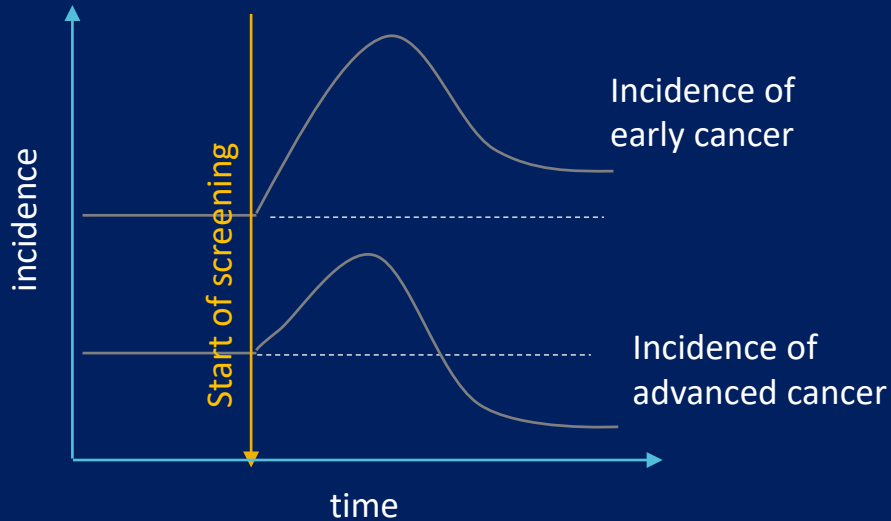 Incidence of
early cancer
incidence
Start of screening
Incidence of
advanced cancer
time